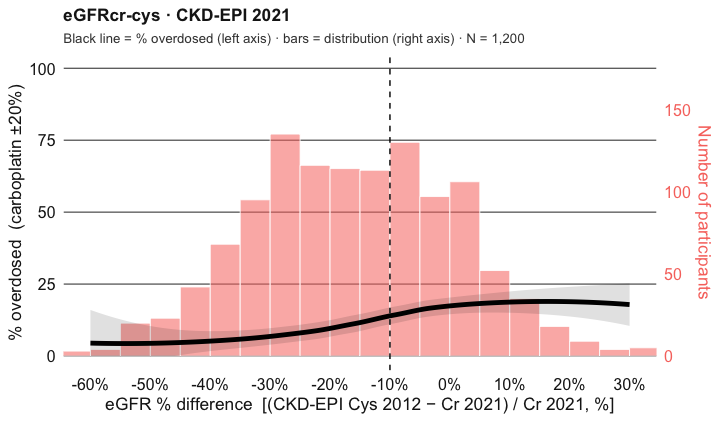 eGFRcr-cys · CKD-EPI 2021
Black line = % overdosed (left axis) · bars = distribution (right axis) · N = 1,200
% overdosed  (carboplatin ±20%)
100
75
50
25
0
150
100
50
0
Number of participants
-60% -50% -40% -30% -20% -10% 0% 10% 20% 30%
eGFR % difference  [(CKD-EPI Cys 2012 − Cr 2021) / Cr 2021, %]